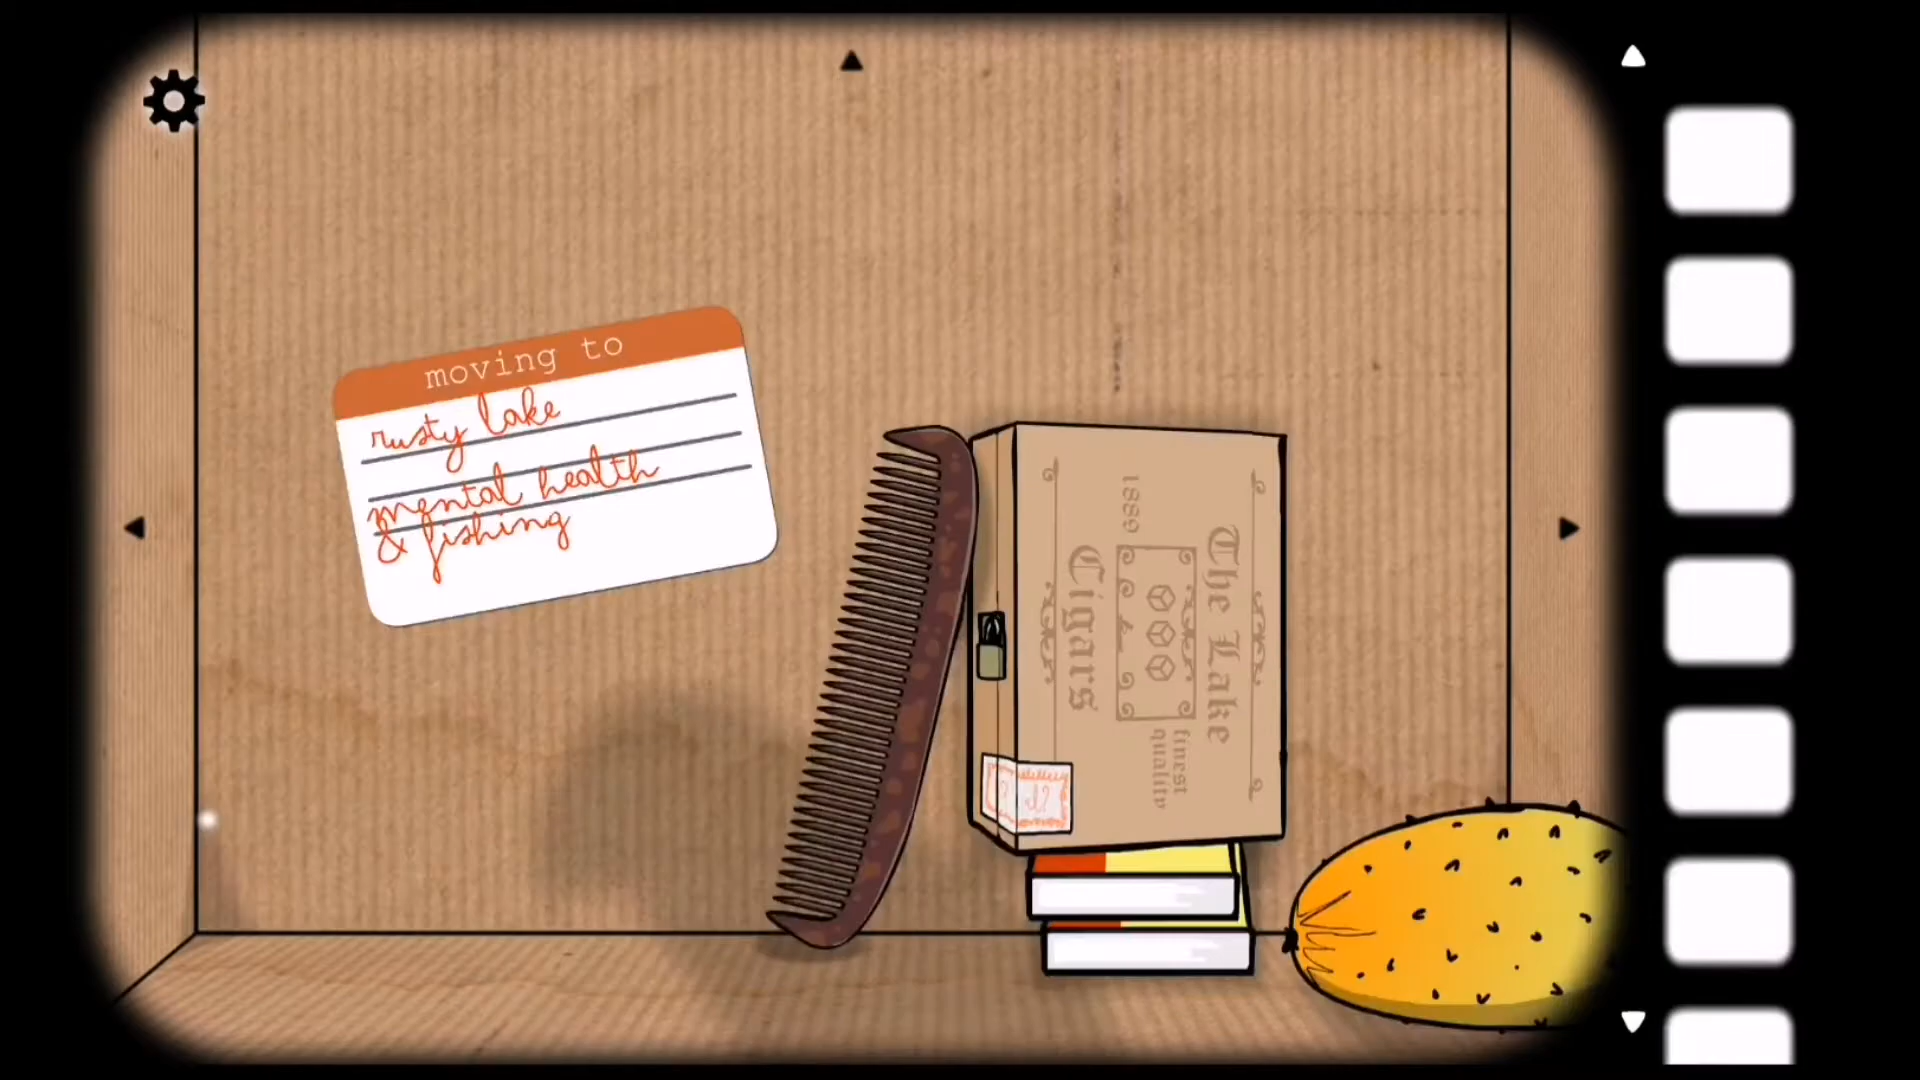 moving to
rusty lake
mental health
& fishing
1889
The Lake
Cigars
finest
quality